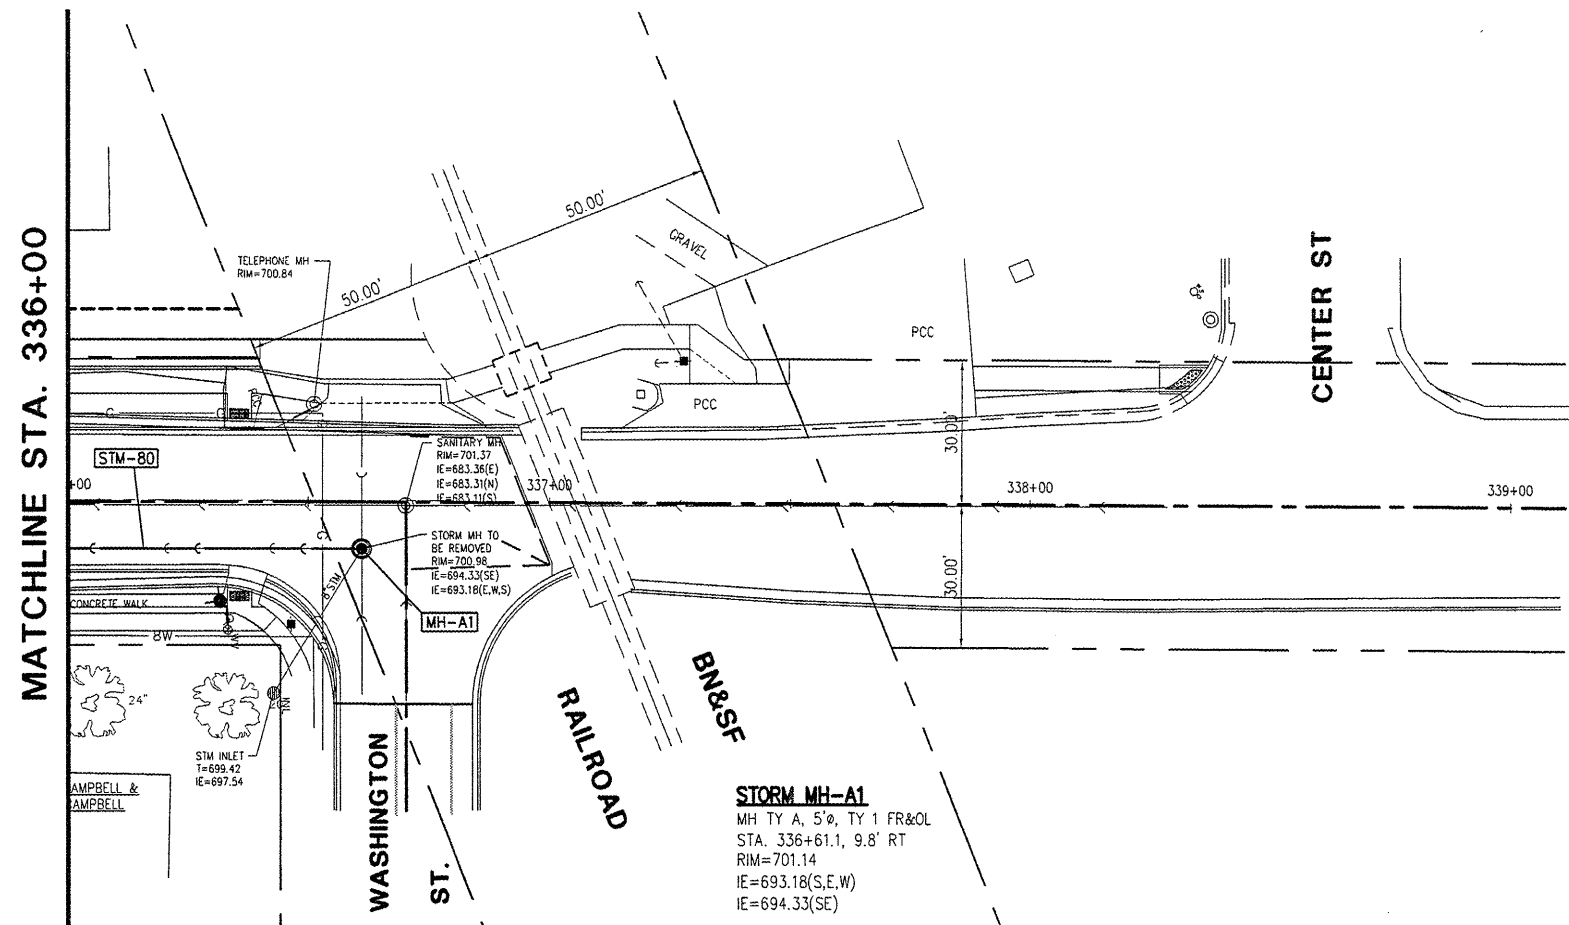 MATCHLINE STA. 336+00
50.00'
50.00'
GRAVEL
TELEPHONE MH
RIM=700.84
CENTER ST
PCC
PCC
30.00'
30.00'
SANITARY MH
RIM=701.37
IE=683.36(E)
IE=683.31(N)
IE=683.11(S)
STM-80
+00
337+00
338+00
339+00
STORM MH TO
BE REMOVED
RIM=700.98
IE=694.33(SE)
IE=693.18(E,W,S)
8"STM
CONCRETE WALK
MH-A1
8W
WV
24"
INL
STM INLET
T=699.42
IE=697.54
AMPBELL &
CAMPBELL
WASHINGTON
ST.
RAILROAD
BN&SF
STORM MH-A1
MH TY A, 5'ø, TY 1 FR&OL
STA. 336+61.1, 9.8' RT
RIM=701.14
IE=693.18(S,E,W)
IE=694.33(SE)